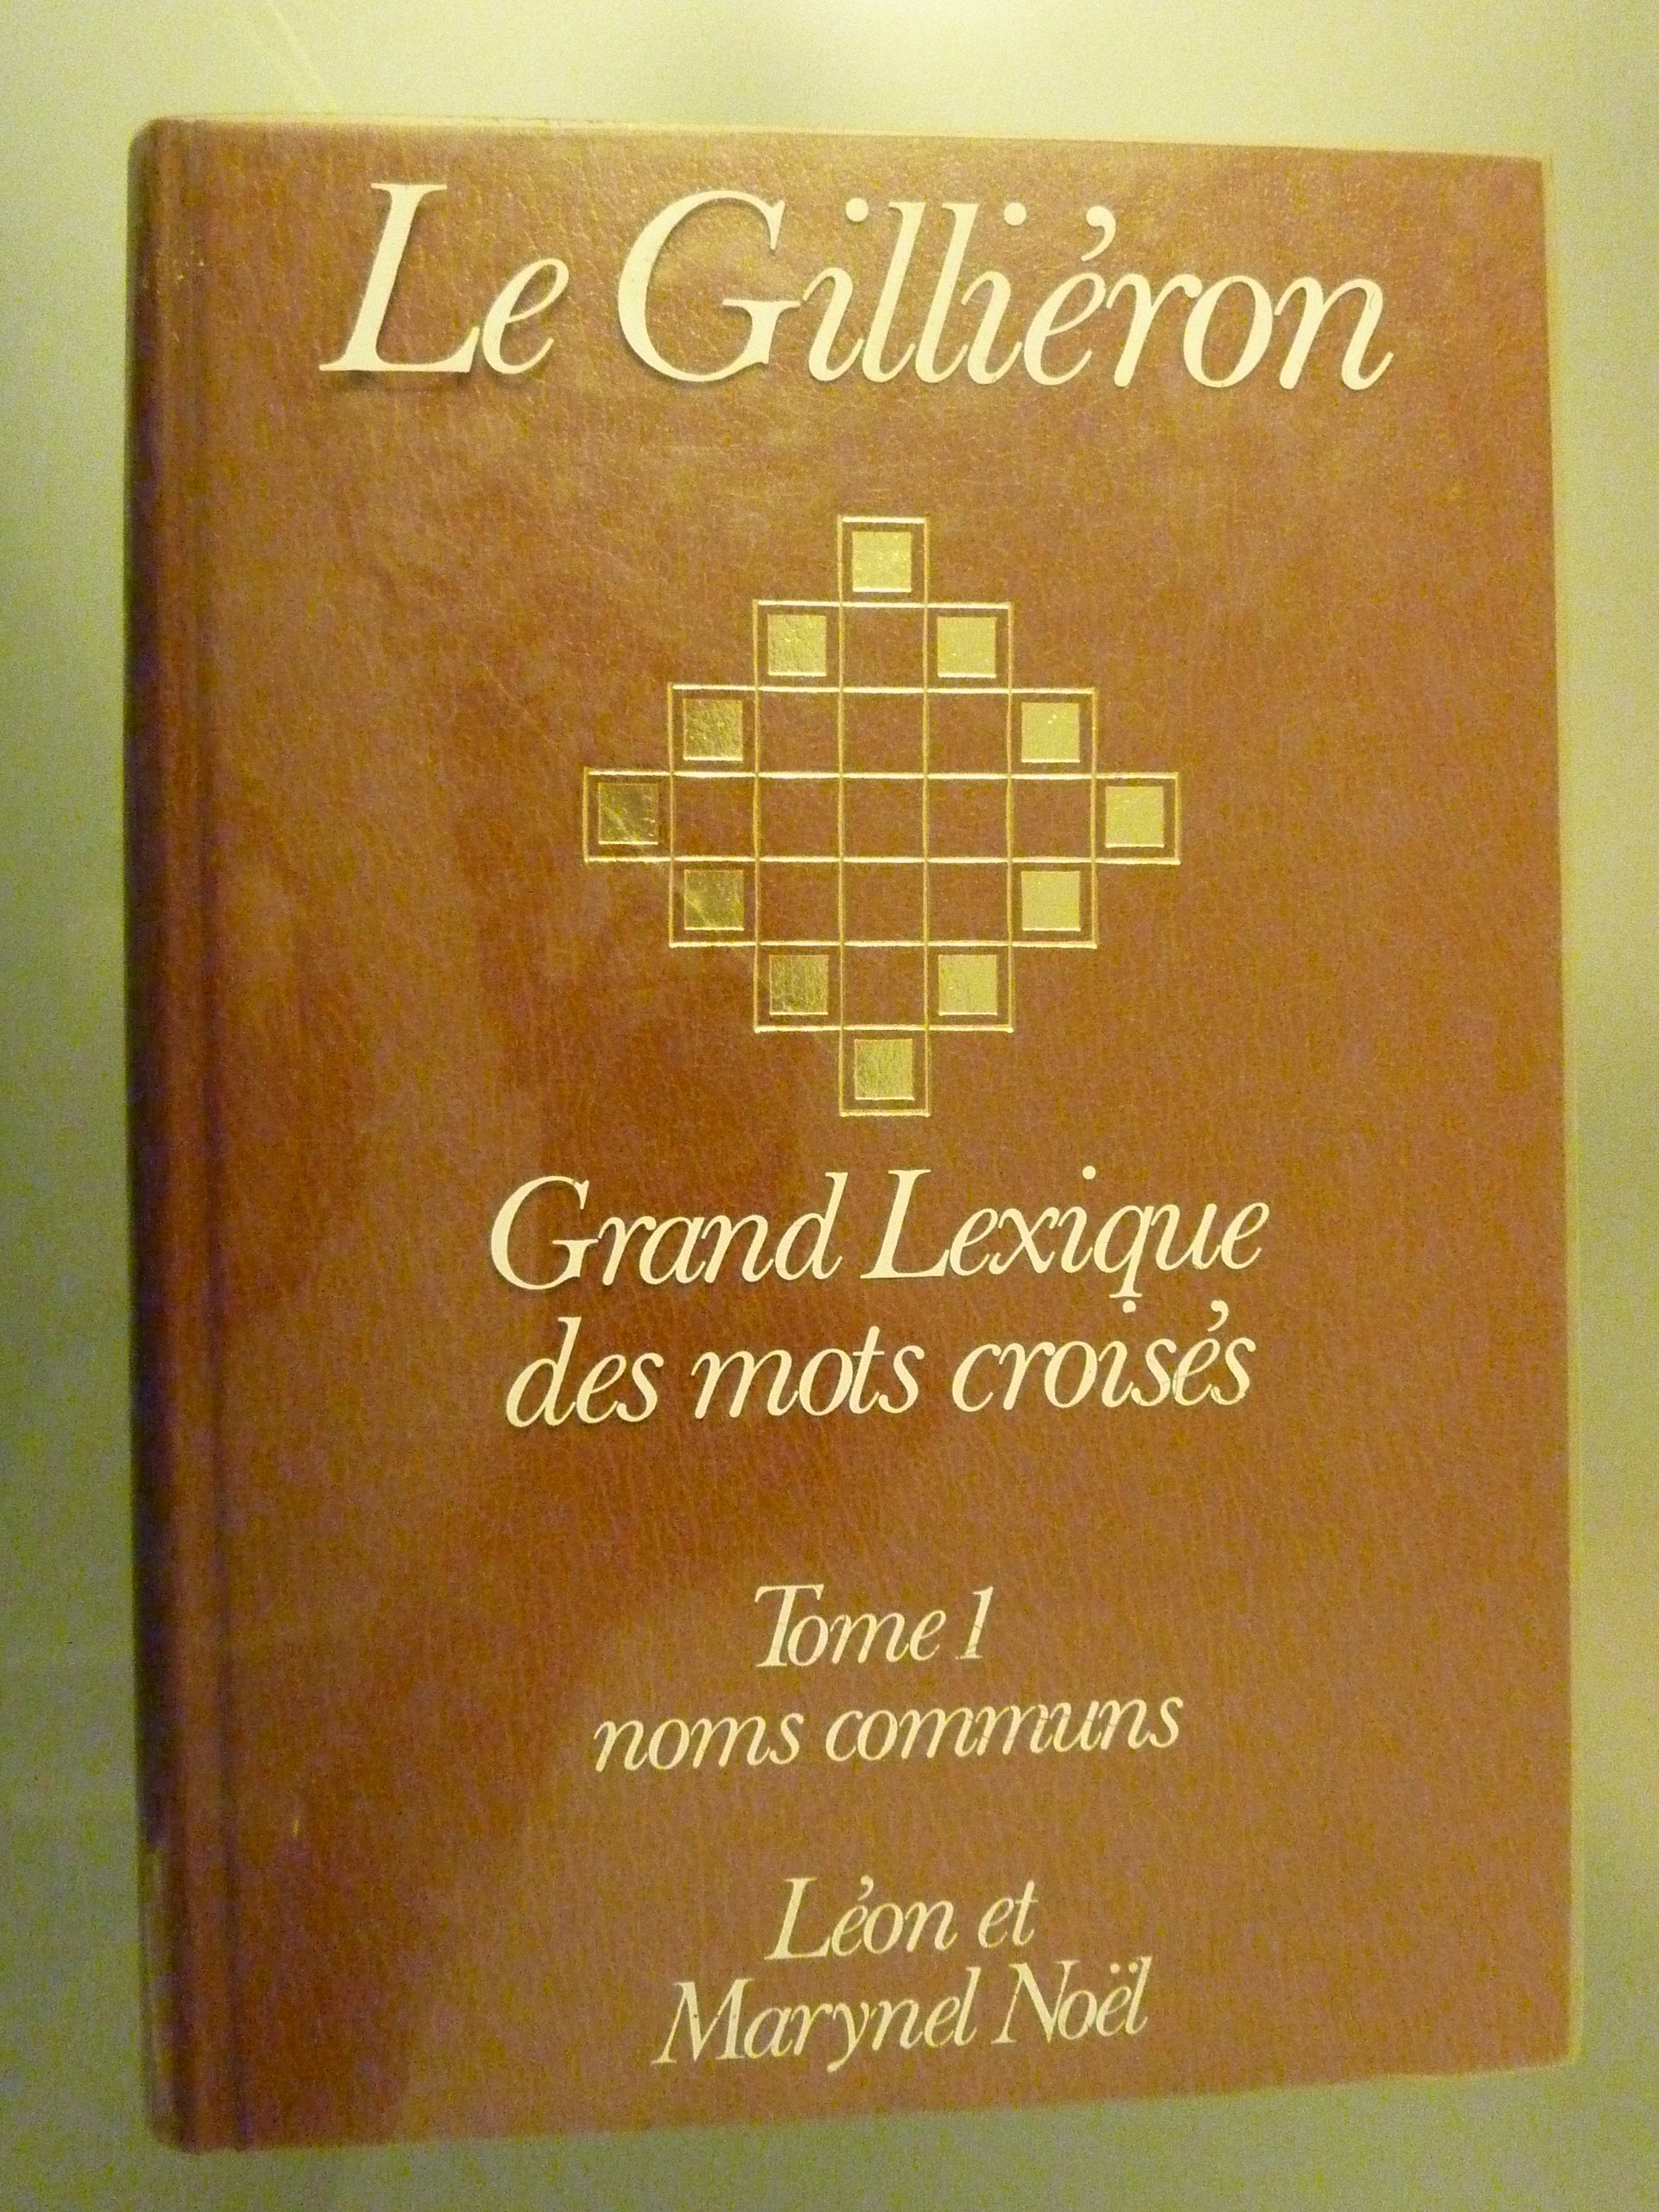 Le Gilliéron
Grand Lexique
des mots croisés
Tome 1
noms communs
Léon et
Marynel Noël